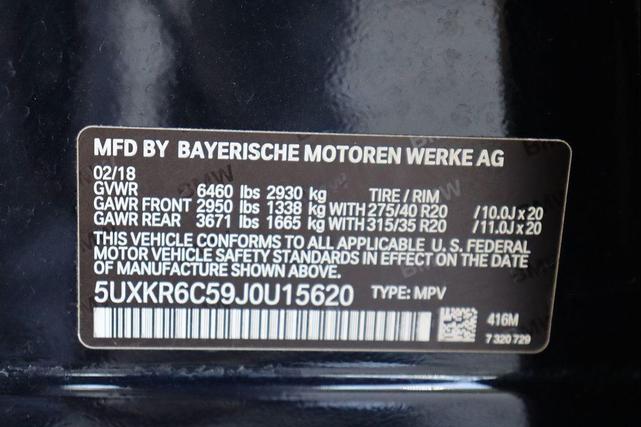 MFD BY BAYERISCHE MOTOREN WERKE AG
02/18
GVWR 6460 lbs 2930 kg TIRE / RIM
GAWR FRONT 2950 lbs 1338 kg WITH 275/40 R20 /10.0J x 20
GAWR REAR 3671 lbs 1665 kg WITH 315/35 R20 /11.0J x 20
THIS VEHICLE CONFORMS TO ALL APPLICABLE U. S. FEDERAL
MOTOR VEHICLE SAFETY STANDARDS IN EFFECT ON THE DATE
OF MANUFACTURE SHOWN ABOVE.
5UXKR6C59J0U15620 TYPE: MPV
416M
7 320 729